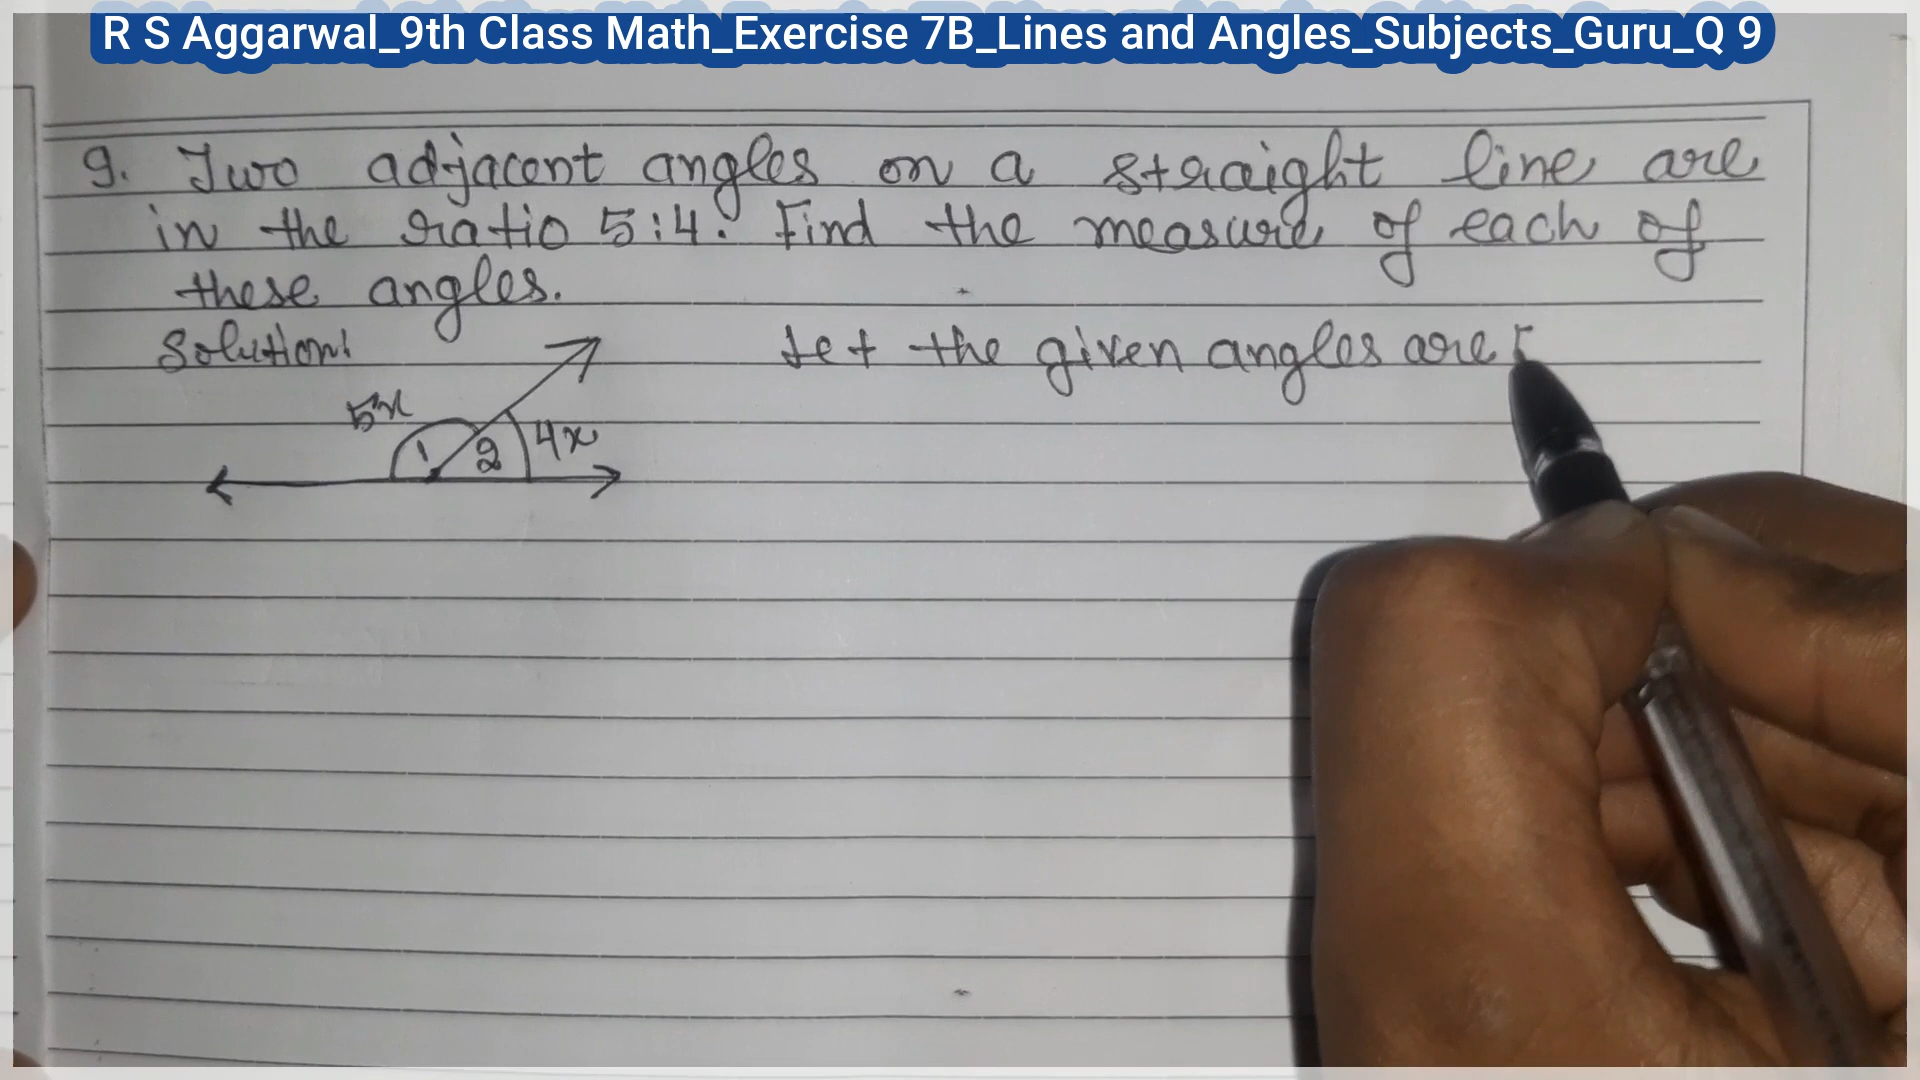 R S Aggarwal_9th Class Math_Exercise 7B_Lines and Angles_Subjects_Guru_Q 9
9. Two adjacent angles on a straight line are
in the ratio 5:4. Find the measure of each of
these angles.
Solution: Let the given angles are 5
5x
1 2 4x